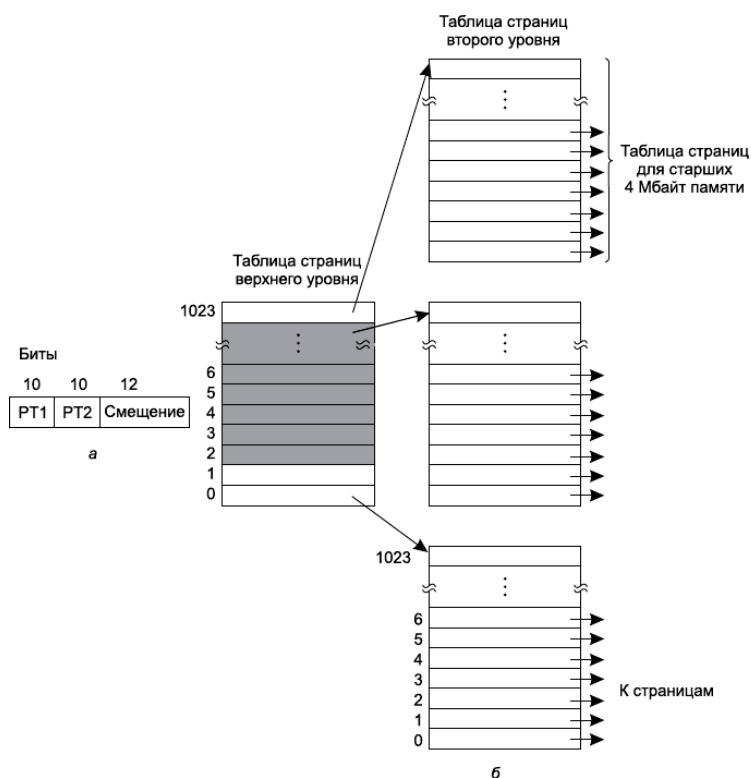 Таблица страниц
второго уровня
Таблица страниц
для старших
4 Мбайт памяти
Таблица страниц
верхнего уровня
1023
6
5
4
3
2
1
0
Биты
10 10 12
PT1 PT2 Смещение
а
1023
6
5
4
3
2
1
0
К страницам
б